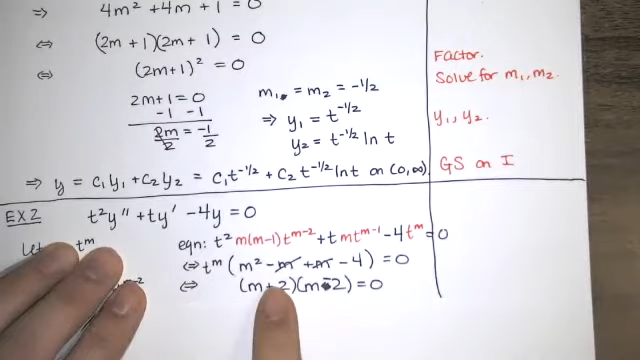 ⇒ 4m² + 4m + 1 = 0
⇔ (2m + 1)(2m + 1) = 0
Factor.
⇔ (2m+1)² = 0
Solve for m₁, m₂.
2m+1 = 0
m₁ = m₂ = -1/2
-1 -1
⇒ y₁ = t^(-1/2)
y₁, y₂.
2m/2 = -1/2
y₂ = t^(-1/2) ln t
⇒ y = c₁y₁ + c₂y₂ = c₁t^(-1/2) + c₂ t^(-1/2) ln t on (0,∞).
GS on I
EX2 t²y'' + ty' - 4y = 0
Let t^m
eqn: t² m(m-1)t^(m-2) + t mt^(m-1) - 4t^m = 0
⇔ t^m (m² - m + m - 4) = 0
m-2
⇔ (m+2)(m-2) = 0